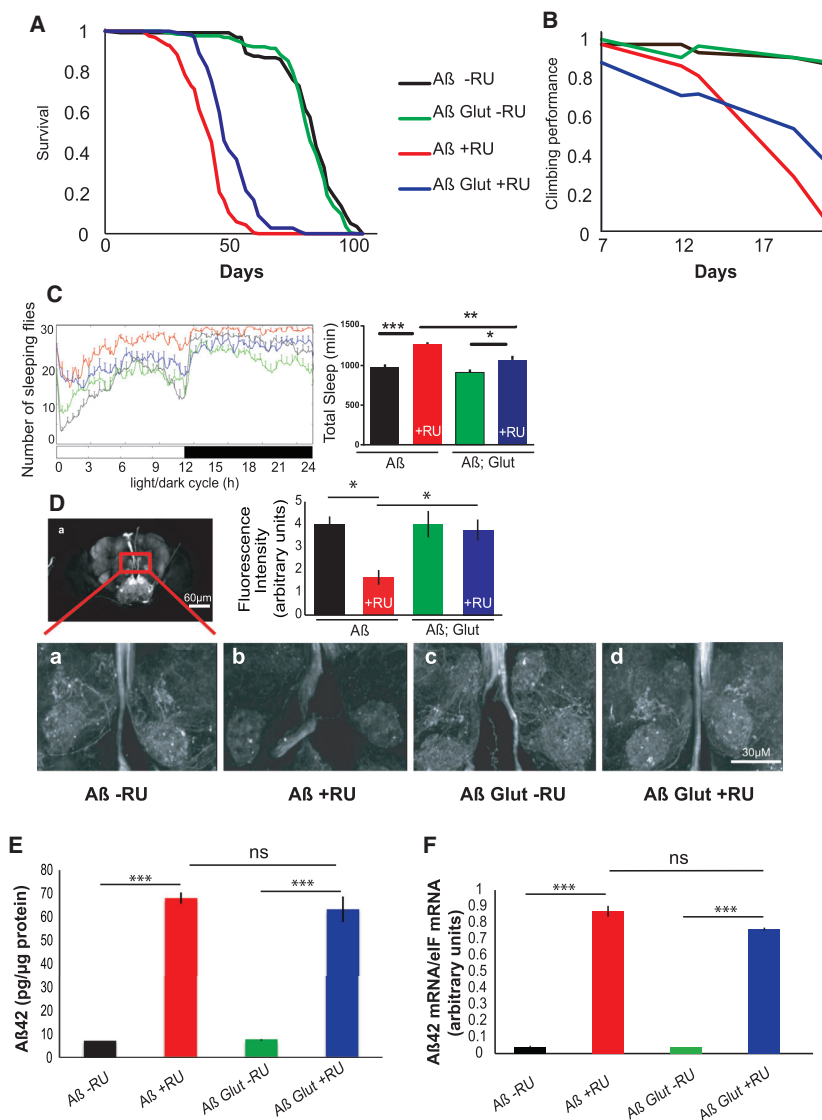 A
1
0.8
0.6
0.4
0.2
0
Survival
0 50 100
Days
Aß -RU
Aß Glut -RU
Aß +RU
Aß Glut +RU
B
1
0.8
0.6
0.4
0.2
0
Climbing performance
7 12 17
Days
C
30
20
10
0
Number of sleeping flies
0 3 6 9 12 15 18 21 24
light/dark cycle (h)
1500
1000
500
0
Total Sleep (min)
*** ** *
+RU +RU
Aß Aß; Glut
D
a
60µm
5
4
3
2
1
0
Fluorescence
Intensity
(arbitrary units)
* *
+RU +RU
Aß Aß; Glut
a b c d
30µM
Aß -RU Aß +RU Aß Glut -RU Aß Glut +RU
E
ns
*** ***
80
70
60
50
40
30
20
10
0
Aß42 (pg/µg protein)
Aß -RU Aß +RU Aß Glut -RU Aß Glut +RU
F
ns
*** ***
1
0.9
0.8
0.7
0.6
0.5
0.4
0.3
0.2
0.1
0
Aß42 mRNA/eIF mRNA
(arbitrary units)
Aß -RU Aß +RU Aß Glut -RU Aß Glut +RU